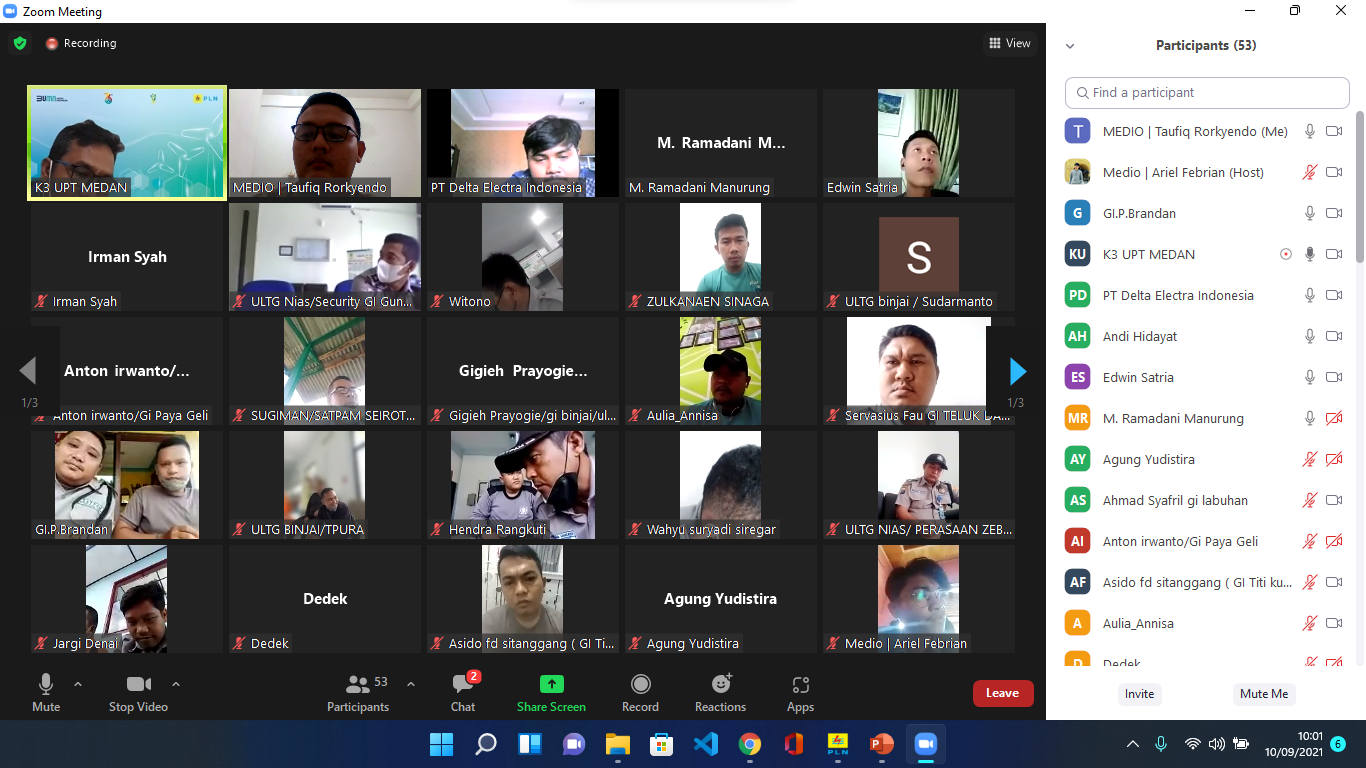 Zoom Meeting
Recording
View
BUMN
PLN
K3 UPT MEDAN
MEDIO | Taufiq Rorkyendo
PT Delta Electra Indonesia
M. Ramadani M...
M. Ramadani Manurung
Edwin Satria
Irman Syah
Irman Syah
ULTG Nias/Security GI Gun...
Witono
ZULKANAEN SINAGA
S
ULTG binjai / Sudarmanto
1/3
Anton irwanto/...
Anton irwanto/Gi Paya Geli
SUGIMAN/SATPAM SEIROT...
Gigieh Prayogie...
Gigieh Prayogie/gi binjai/ul...
Aulia_Annisa
Servasius Fau GI TELUK DA...
1/3
GI.P.Brandan
ULTG BINJAI/TPURA
Hendra Rangkuti
Wahyu suryadi siregar
ULTG NIAS/ PERASAAN ZEB...
Jargi Denai
Dedek
Dedek
Asido fd sitanggang ( GI Ti...
Agung Yudistira
Agung Yudistira
Medio | Ariel Febrian
Mute
Stop Video
53
Participants
2
Chat
Share Screen
Record
Reactions
Apps
Leave
Participants (53)
Find a participant
T MEDIO | Taufiq Rorkyendo (Me)
Medio | Ariel Febrian (Host)
G GI.P.Brandan
KU K3 UPT MEDAN
PD PT Delta Electra Indonesia
AH Andi Hidayat
ES Edwin Satria
MR M. Ramadani Manurung
AY Agung Yudistira
AS Ahmad Syafril gi labuhan
AI Anton irwanto/Gi Paya Geli
AF Asido fd sitanggang ( GI Titi ku...
A Aulia_Annisa
D Dedek
Invite
Mute Me
PLN
10:01
10/09/2021
6